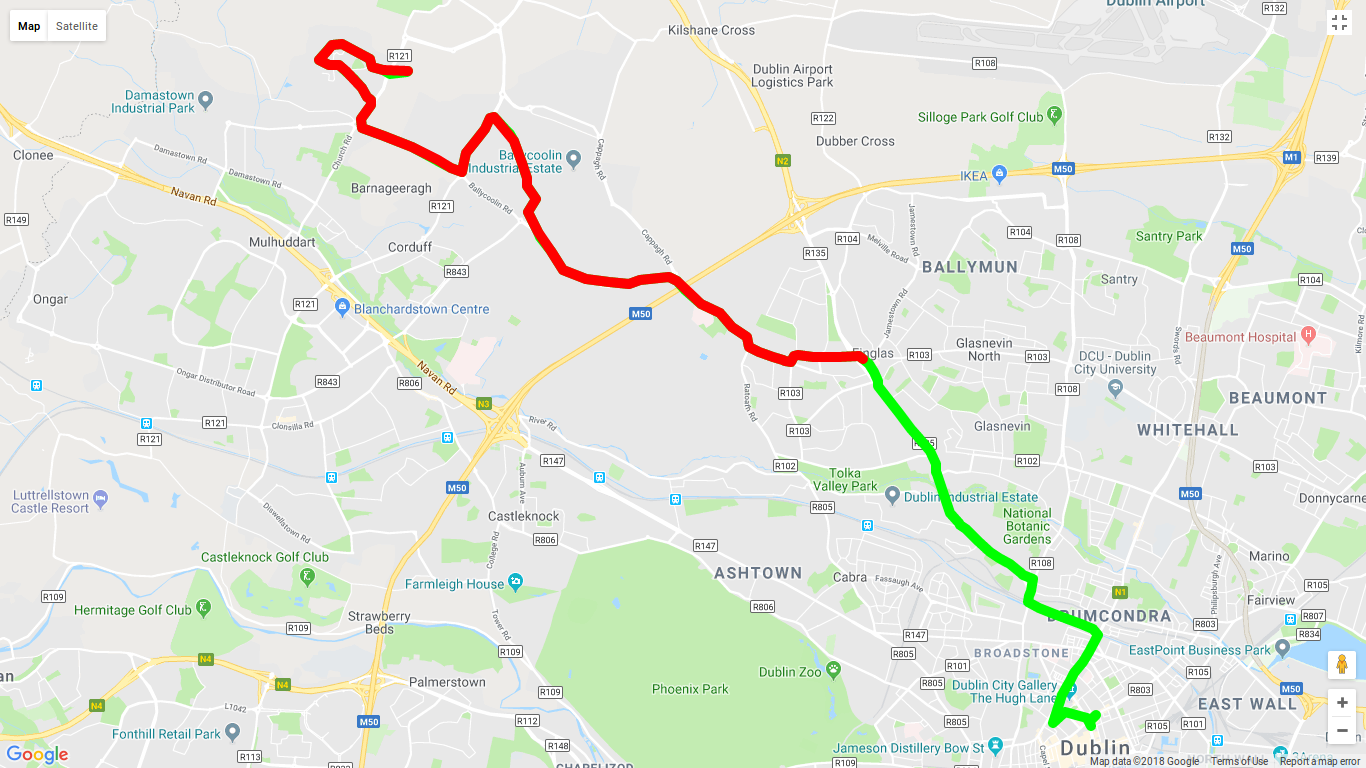 Map
Satellite
Kilshane Cross
Dublin Airport
R132
R121
R108
Dublin Airport
Logistics Park
Damastown
Industrial Park
R122
Silloge Park Golf Club
Dubber Cross
R132
Clonee
Damastown Rd
Church Rd
Cappagh Rd
N2
M1
R139
M50
IKEA
Damastown Rd
Navan Rd
Barnageeragh
Ballycoolin Rd
R121
R149
Mulhuddart
Corduff
Cappagh Rd
R104
Melville Road
R135
Jamestown Rd
R104
R108
Santry Park
M50
BALLYMUN
R843
Santry
R104
Ongar
R121
Blanchardstown Centre
M50
Jamestown Rd
Swords Rd
Kilmore Rd
Beaumont Hospital
Finglas
R103
Glasnevin
North
R103
DCU - Dublin
City University
Navan Rd
Ongar Distributor Road
R843
R806
Ratoath Rd
R103
R108
BEAUMONT
N3
River Rd
R121
R121
Clonsilla Rd
R103
Glasnevin
WHITEHALL
R147
R102
R102
R103
Tolka
Valley Park
Luttrellstown
Castle Resort
M50
Auburn Ave
M50
Dublin Industrial Estate
Donnycarne
Diswellstown Rd
Castleknock
R805
National
Botanic
Gardens
R806
College Rd
R147
Castleknock Golf Club
Marino
R108
ASHTOWN
Cabra
Fassaugh Ave
Philipsburgh Ave
R105
Farmleigh House
N1
R109
Hermitage Golf Club
R806
Fairview
R807
Strawberry
Beds
Tower Rd
R803
R109
R147
R834
R805
BROADSTONE
EastPoint Business Park
R109
N4
R101
R105
Dublin Zoo
N4
Palmerstown
R805
Dublin City Gallery
The Hugh Lane
R803
M50
Phoenix Park
R109
N4
L1042
EAST WALL
M50
R112
R805
R105
R101
Fonthill Retail Park
R148
Jameson Distillery Bow St
Dublin
R113
R109
CHAPELIZOD
Google
Map data ©2018 Google
Terms of Use
Report a map error